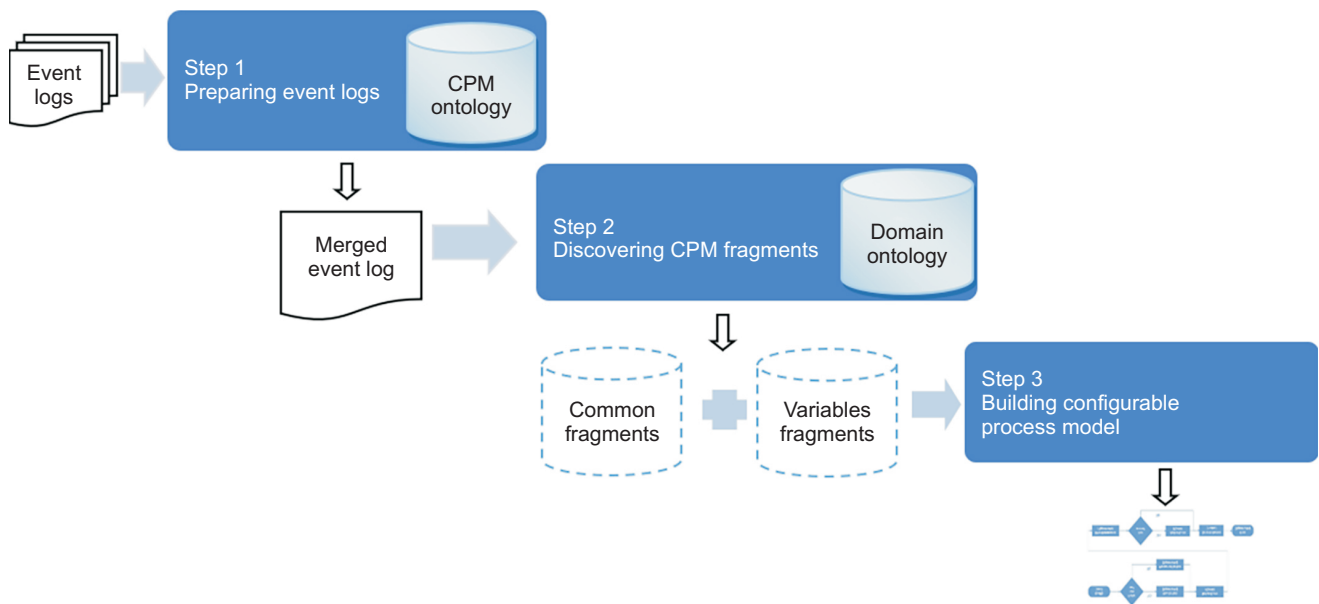 Event
logs
Step 1
Preparing event logs
CPM
ontology
Merged
event log
Step 2
Discovering CPM fragments
Domain
ontology
Common
fragments
Variables
fragments
Step 3
Building configurable
process model